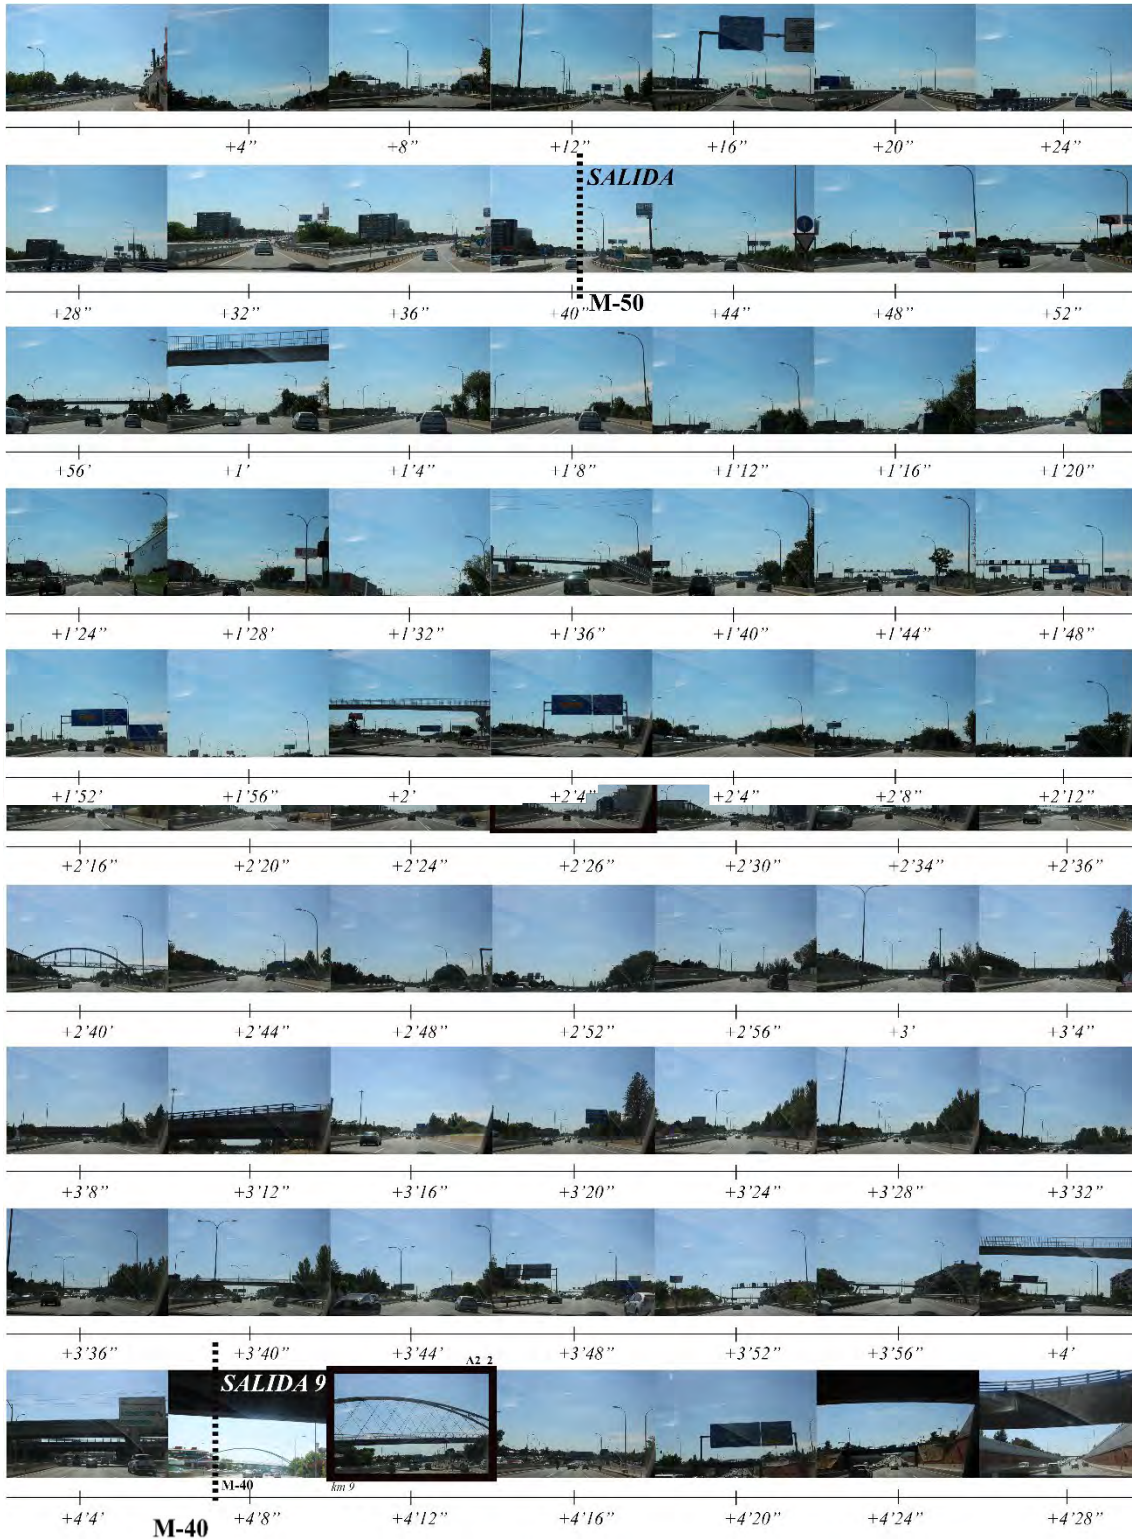 +4” +8” +12” +16” +20” +24”
SALIDA
M-50
+28” +32” +36” +40” +44” +48” +52”
+56’ +1’ +1’4” +1’8” +1’12” +1’16” +1’20”
+1’24” +1’28’ +1’32” +1’36” +1’40” +1’44” +1’48”
+1’52’ +1’56” +2’ +2’4” +2’4” +2’8” +2’12”
+2’16” +2’20” +2’24” +2’26” +2’30” +2’34” +2’36”
+2’40’ +2’44” +2’48” +2’52” +2’56” +3’ +3’4”
+3’8” +3’12” +3’16” +3’20” +3’24” +3’28” +3’32”
+3’36” +3’40” +3’44’ +3’48” +3’52” +3’56” +4’
A2_2
SALIDA 9
M-40 km 9
+4’4’ +4’8” +4’12” +4’16” +4’20” +4’24” +4’28”
M-40